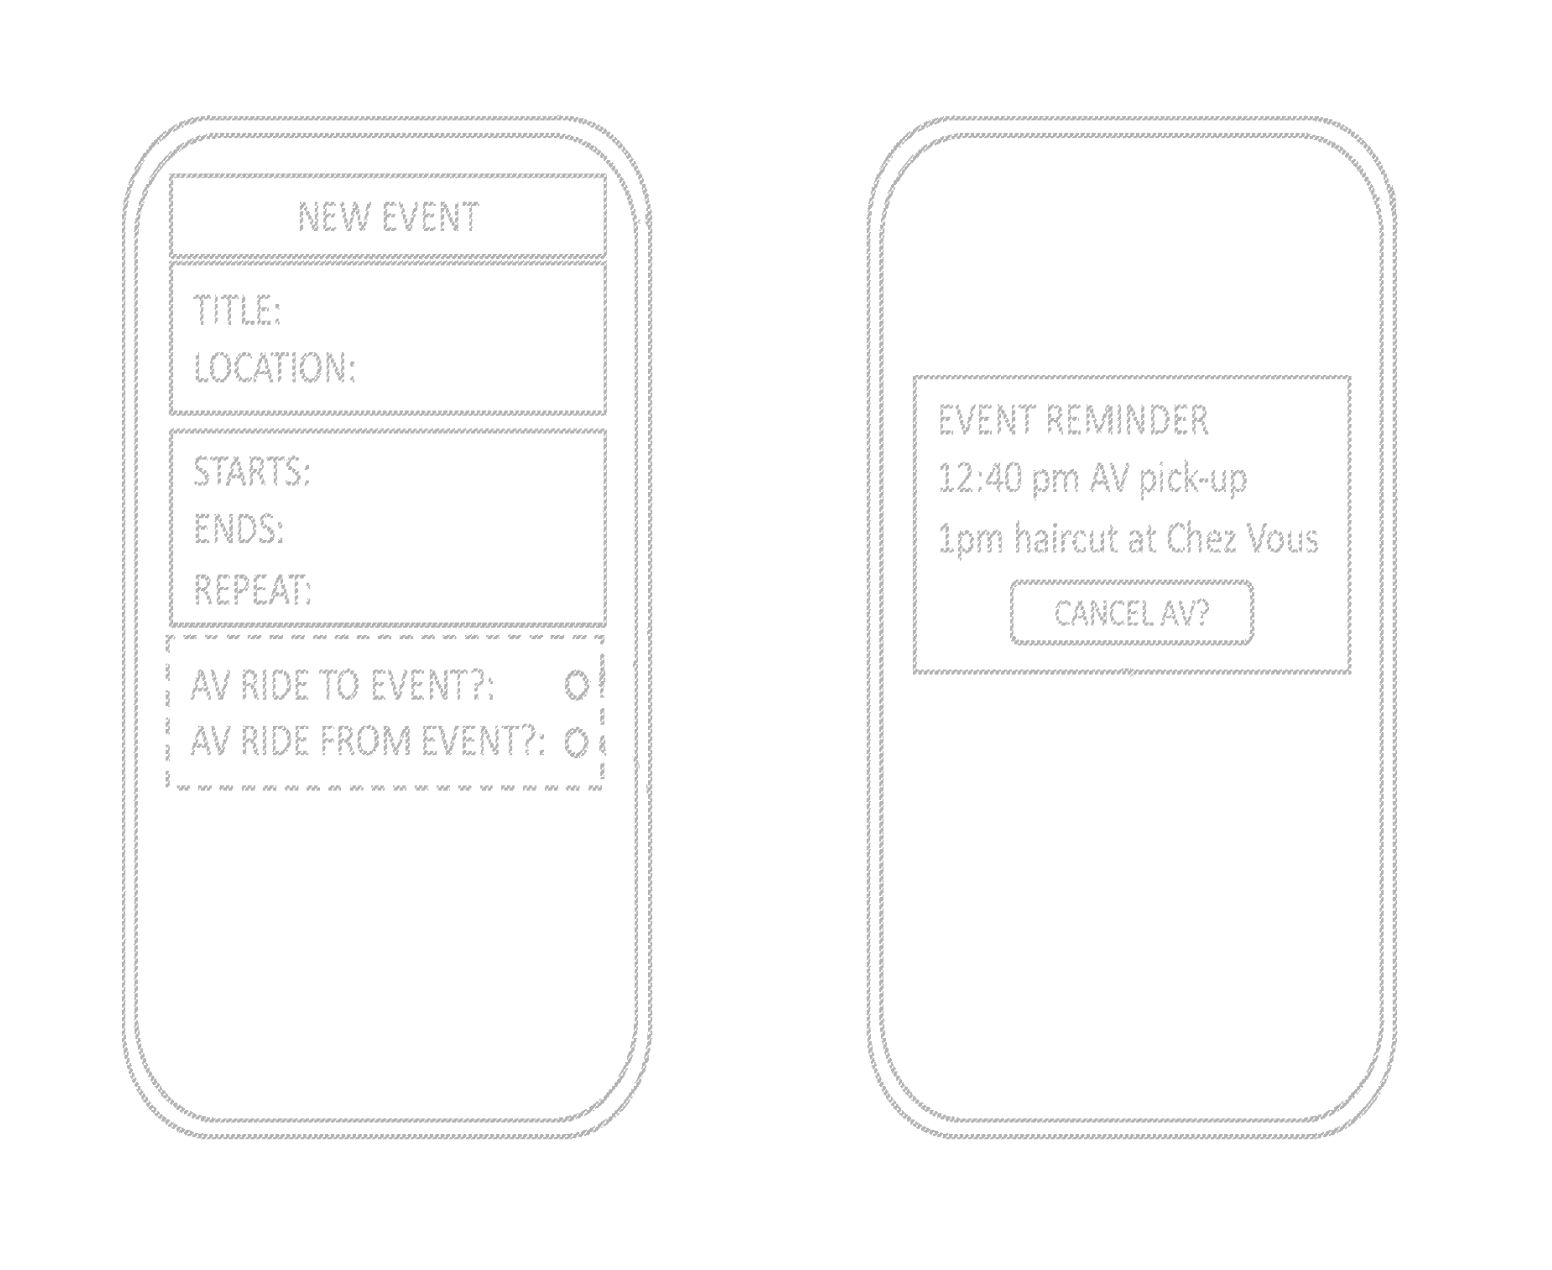 NEW EVENT
TITLE:
LOCATION:
STARTS:
ENDS:
REPEAT:
AV RIDE TO EVENT?:
AV RIDE FROM EVENT?:
EVENT REMINDER
12:40 pm AV pick-up
1pm haircut at Chez Vous
CANCEL AV?